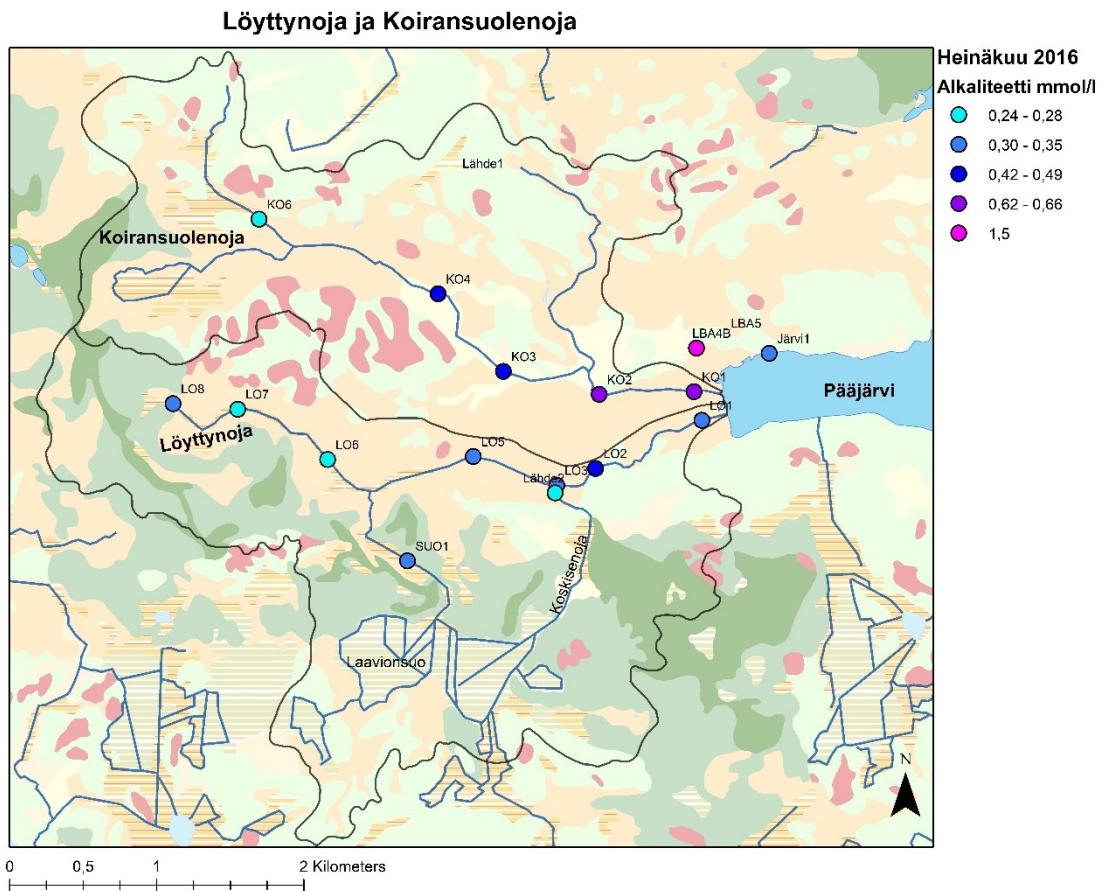 Löyttynoja ja Koiransuolenoja
Heinäkuu 2016
Alkaliteetti mmol/l
0,24 - 0,28
0,30 - 0,35
0,42 - 0,49
0,62 - 0,66
1,5
Lähde1
KO6
Koiransuolenoja
KO4
LBA5
LBA4B
Järvi1
KO3
KO2
KO1
Pääjärvi
LO8
LO7
LO1
Löyttynoja
LO6
LO5
LO2
LO3
Lähde2
SUO1
Koskisenoja
Laavionsuo
N
0 0,5 1 2 Kilometers